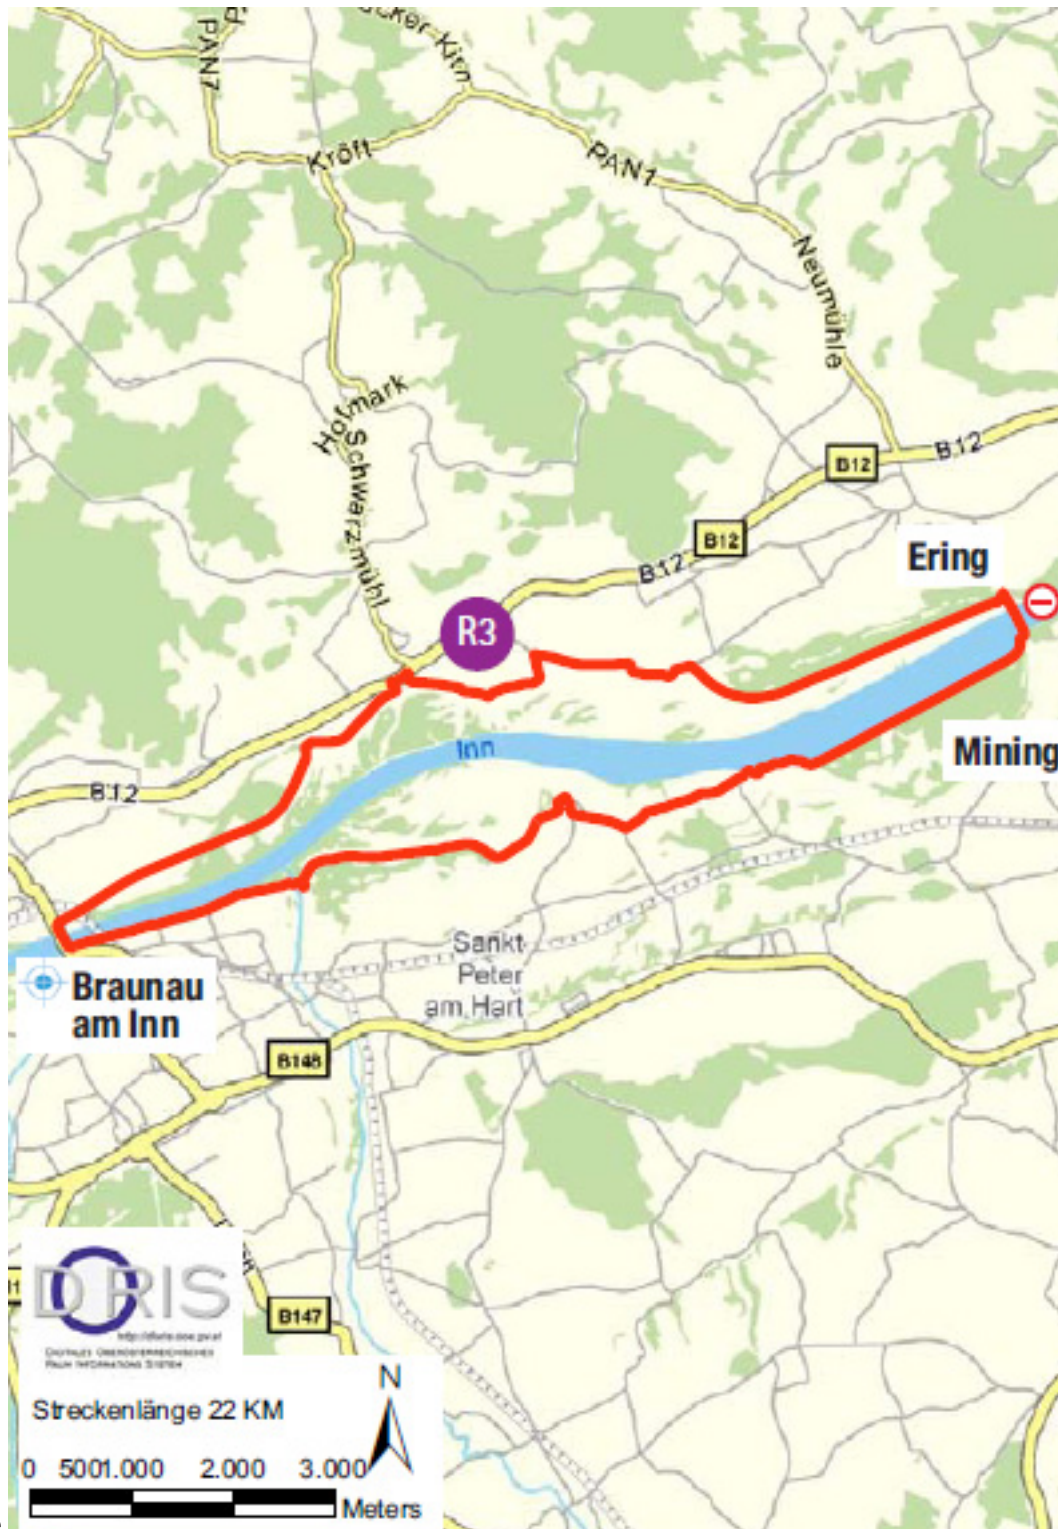 PAN7
Kröft
PAN1
Neumühle
Hofmark
Schwarzmühl
B12
B12
B12
B12
Ering
R3
Inn
Mining
B12
Sankt
Peter
am Hart
Braunau
am Inn
B148
B147
DORIS
Streckenlänge 22 KM
N
0 5001.000 2.000 3.000
Meters